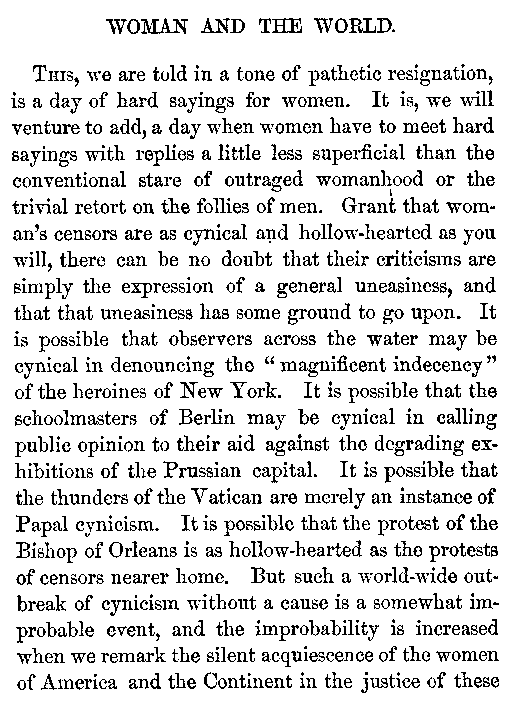 WOMAN AND THE WORLD.
THIS, we are told in a tone of pathetic resignation,
is a day of hard sayings for women. It is, we will
venture to add, a day when women have to meet hard
sayings with replies a little less superficial than the
conventional stare of outraged womanhood or the
trivial retort on the follies of men. Grant that wom-
an's censors are as cynical and hollow-hearted as you
will, there can be no doubt that their criticisms are
simply the expression of a general uneasiness, and
that that uneasiness has some ground to go upon. It
is possible that observers across the water may be
cynical in denouncing the "magnificent indecency"
of the heroines of New York. It is possible that the
schoolmasters of Berlin may be cynical in calling
public opinion to their aid against the degrading ex-
hibitions of the Prussian capital. It is possible that
the thunders of the Vatican are merely an instance of
Papal cynicism. It is possible that the protest of the
Bishop of Orleans is as hollow-hearted as the protests
of censors nearer home. But such a world-wide out-
break of cynicism without a cause is a somewhat im-
probable event, and the improbability is increased
when we remark the silent acquiescence of the women
of America and the Continent in the justice of these